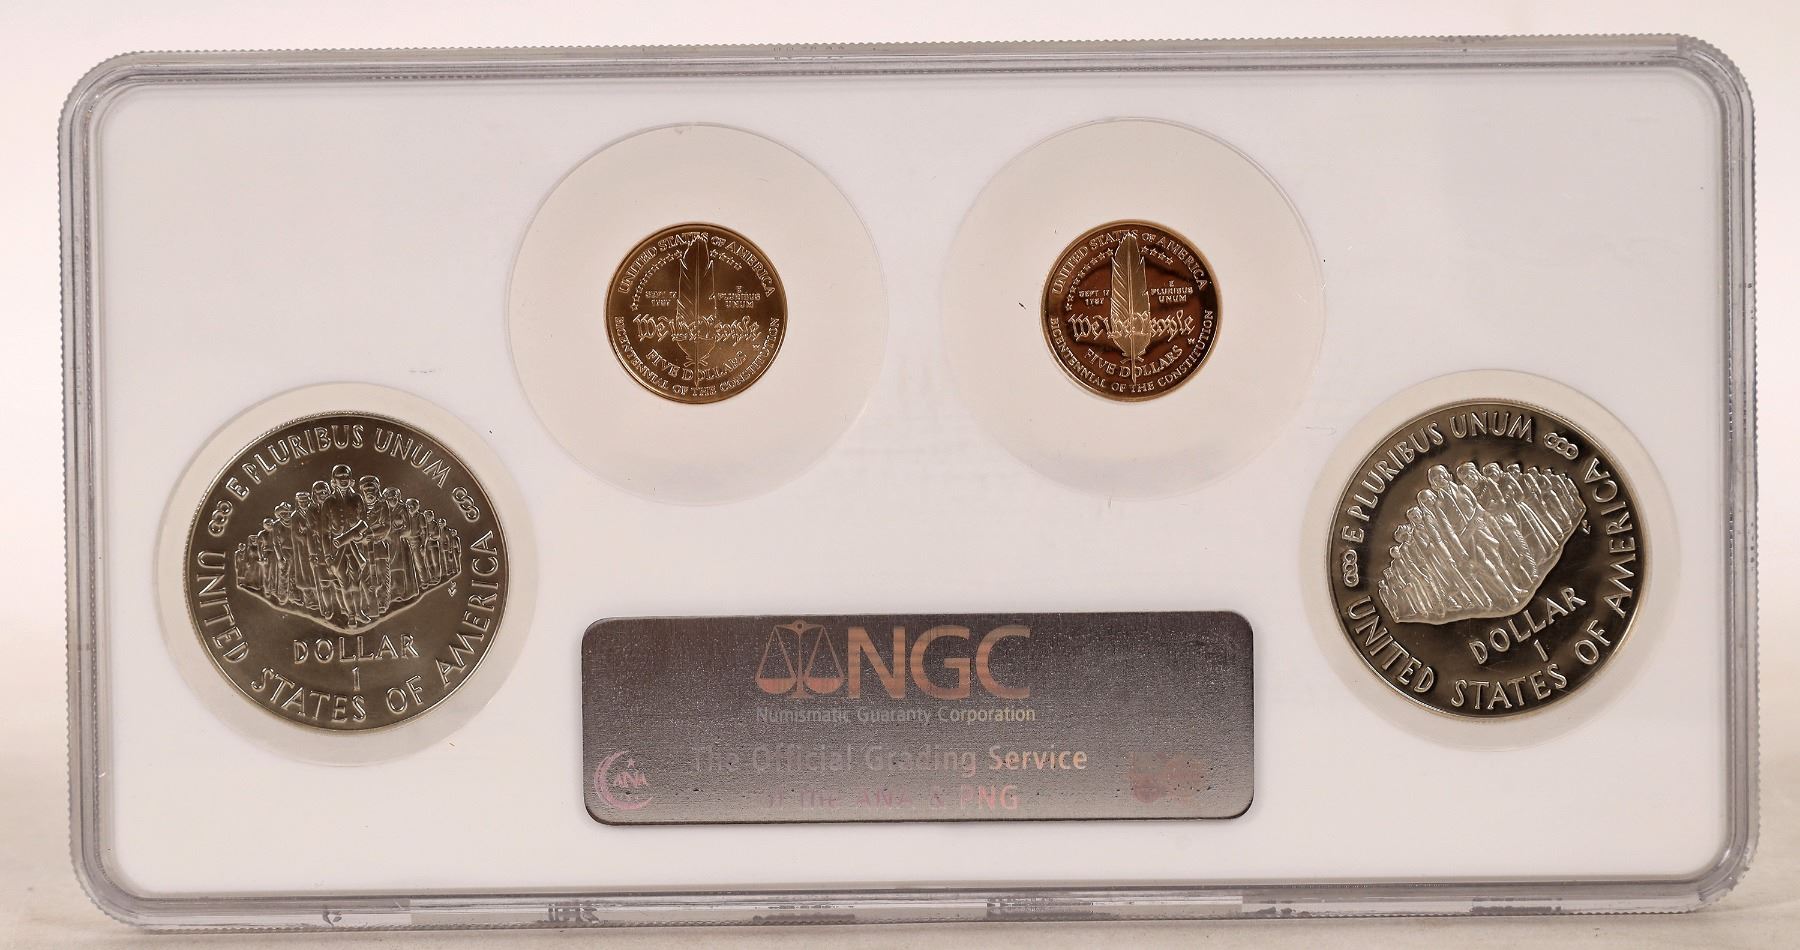 UNITED STATES OF AMERICA
SEPT 17
1787
E
PLURIBUS
UNUM
We the People
FIVE DOLLARS
BICENTENNIAL OF THE CONSTITUTION
UNITED STATES OF AMERICA
SEPT 17
1787
E
PLURIBUS
UNUM
We the People
FIVE DOLLARS
BICENTENNIAL OF THE CONSTITUTION
E PLURIBUS UNUM
DOLLAR
1
UNITED STATES OF AMERICA
E PLURIBUS UNUM
DOLLAR
1
UNITED STATES OF AMERICA
NGC
Numismatic Guaranty Corporation
The Official Grading Service
of the ANA & PNG
ANA